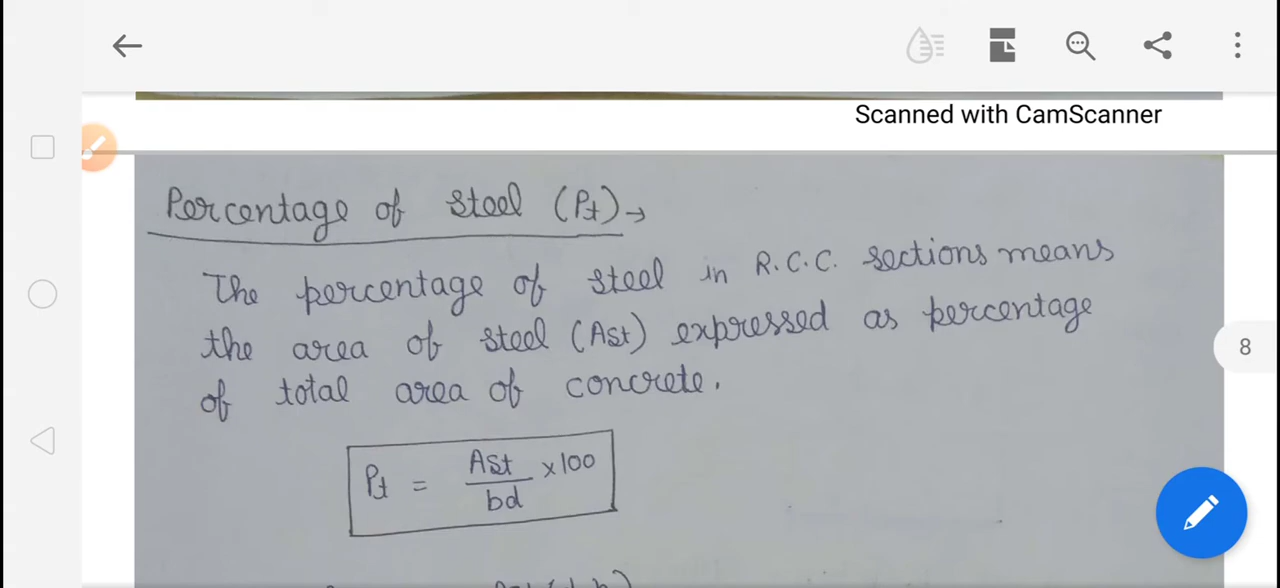 Scanned with CamScanner
Percentage of steel (Pt) →
The percentage of steel in R.C.C. sections means
the area of steel (Ast) expressed as percentage
of total area of concrete.
8
Pt = Ast/bd ×100